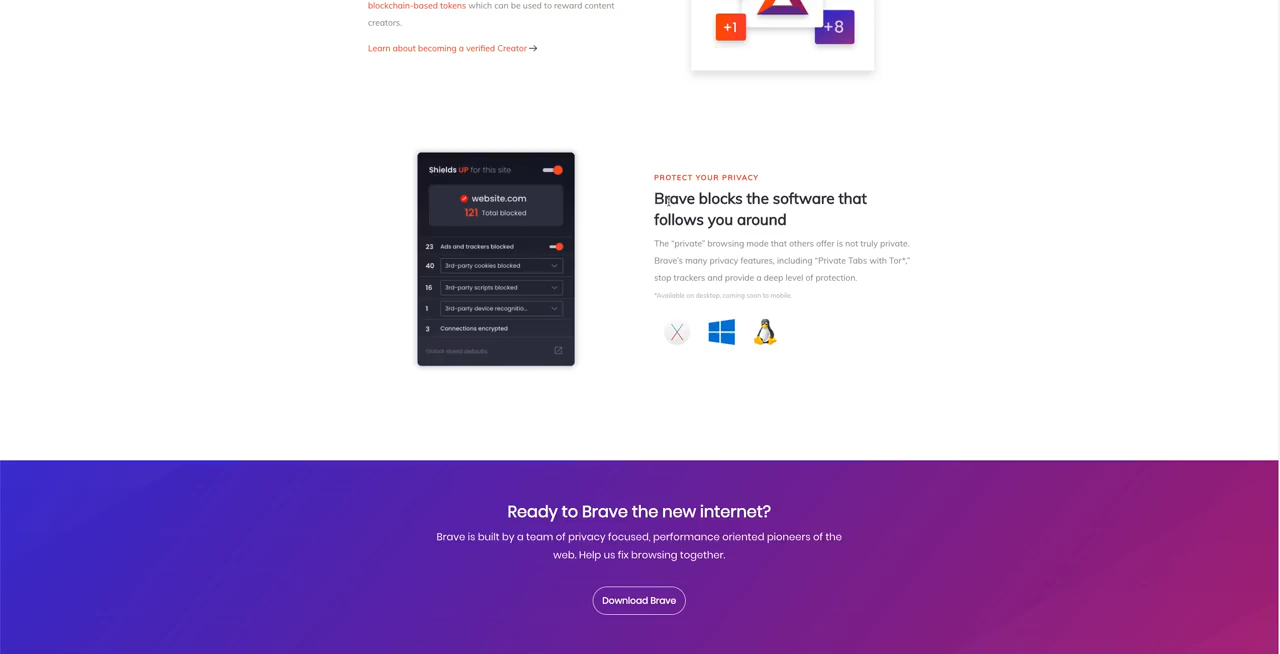 blockchain-based tokens which can be used to reward content
creators.
Learn about becoming a verified Creator →
+1
+8
Shields UP for this site
website.com
121 Total blocked
23 Ads and trackers blocked
40 3rd-party cookies blocked
16 3rd-party scripts blocked
1 3rd-party device recognitio...
3 Connections encrypted
Global shield defaults
PROTECT YOUR PRIVACY
Brave blocks the software that
follows you around
The “private” browsing mode that others offer is not truly private.
Brave’s many privacy features, including “Private Tabs with Tor*,”
stop trackers and provide a deep level of protection.
*Available on desktop, coming soon to mobile.
Ready to Brave the new internet?
Brave is built by a team of privacy focused, performance oriented pioneers of the
web. Help us fix browsing together.
Download Brave